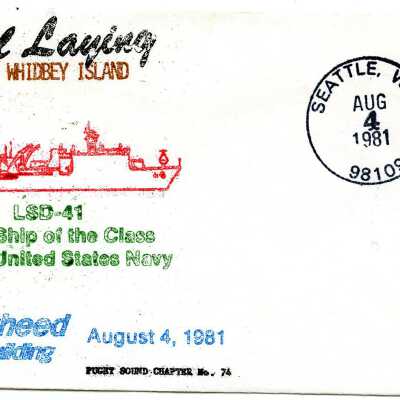 l Laying
WHIDBEY ISLAND
SEATTLE, W
AUG
4
1981
98109
LSD-41
Ship of the Class
United States Navy
heed
ilding
August 4, 1981
PUGET SOUND CHAPTER No. 74